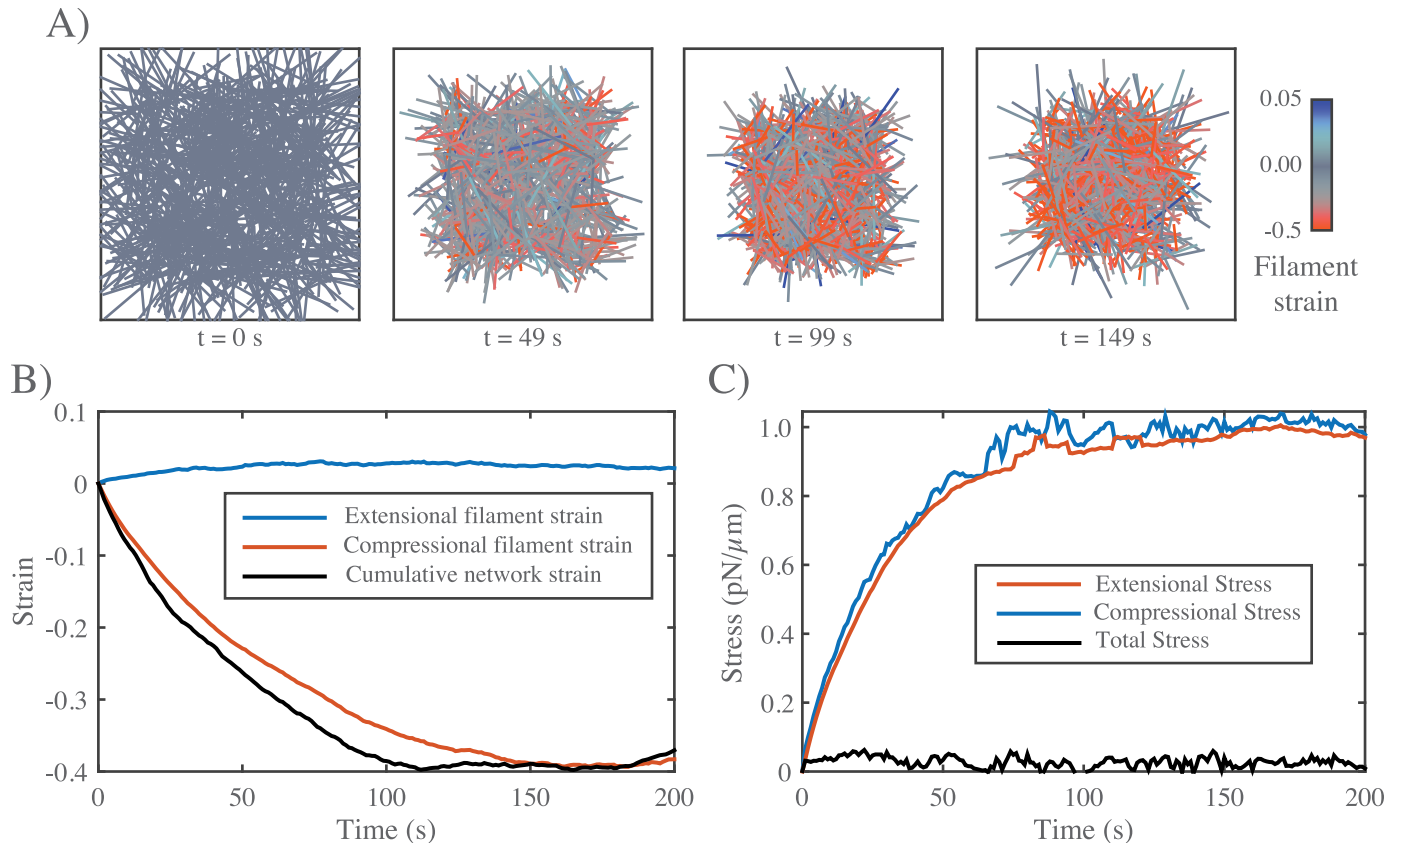 A)
t = 0 s
t = 49 s
t = 99 s
t = 149 s
0.05
0.00
-0.5
Filament
strain
B)
0.1
0
-0.1
-0.2
-0.3
-0.4
Strain
Extensional filament strain
Compressional filament strain
Cumulative network strain
0
50
100
150
200
Time (s)
C)
1.0
0.8
0.6
0.4
0.2
0
Stress (pN/μm)
Extensional Stress
Compressional Stress
Total Stress
0
50
100
150
200
Time (s)